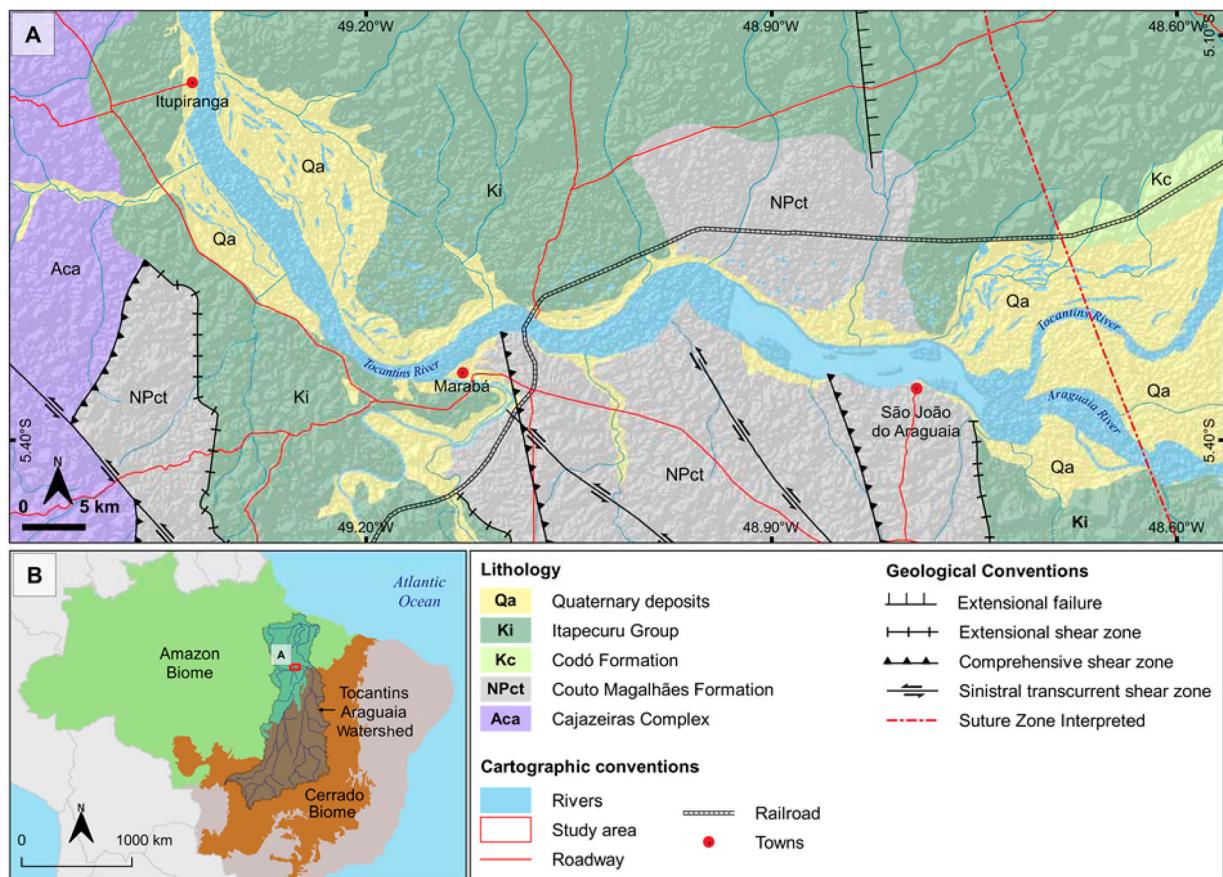 A
49.20°W
48.90°W
48.60°W
5.10°S
Itupiranga
Qa
Ki
Kc
NPct
Qa
Aca
Qa
Tocantins River
Tocantins River
Marabá
NPct
Ki
Qa
Araguaia River
São João
do Araguaia
5.40°S
5.40°S
NPct
Qa
N
0 5 km
Ki
49.20°W
48.90°W
48.60°W
B
Atlantic
Ocean
Amazon
Biome
A
Tocantins
Araguaia
Watershed
Cerrado
Biome
N
0 1000 km
Lithology
Qa Quaternary deposits
Ki Itapecuru Group
Kc Codó Formation
NPct Couto Magalhães Formation
Aca Cajazeiras Complex
Cartographic conventions
Rivers
Study area
Roadway
Railroad
Towns
Geological Conventions
Extensional failure
Extensional shear zone
Comprehensive shear zone
Sinistral transcurrent shear zone
Suture Zone Interpreted